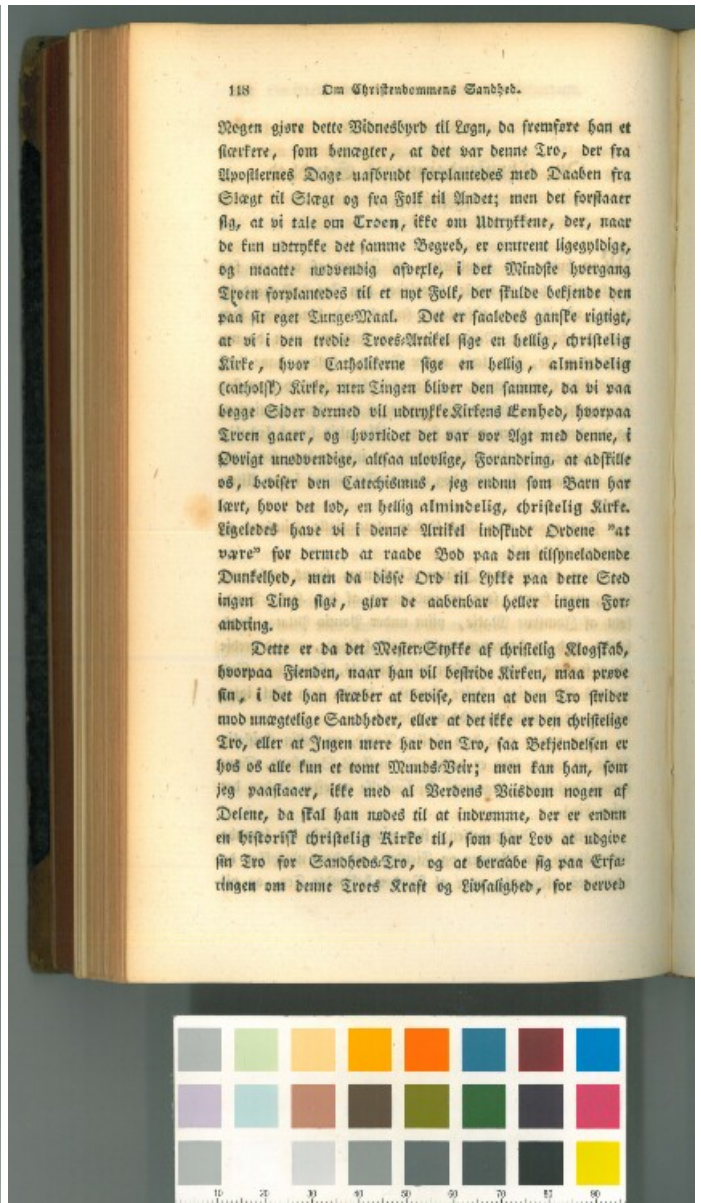 118 Om Christendommens Sandhed.
Nogen gjøre dette Vidnesbyrd til Løgn, da fremføre han et
stærkere, som benægter, at det var denne Tro, der fra
Apostlernes Dage uafbrudt forplantedes med Daaben fra
Slægt til Slægt og fra Folk til Andet; men det forstaaer
sig, at vi tale om Troen, ikke om Udtrykkene, der, naar
de kun udtrykke det samme Begreb, er omtrent ligegyldige,
og maatte nødvendig afvexle, i det Mindste hvergang
Troen forplantedes til et nyt Folk, der skulde bekjende den
paa sit eget Tunge-Maal. Det er saaledes ganske rigtigt,
at vi i den tredie Troes-Artikel sige en hellig, christelig
Kirke, hvor Catholikerne sige en hellig, almindelig
(catholsk) Kirke, men Tingen bliver den samme, da vi paa
begge Sider dermed vil udtrykke Kirkens Eenhed, hvorpaa
Troen gaaer, og hvorlidet det var vor Agt med denne, i
Øvrigt unødvendige, altsaa ulovlige, Forandring, at adskille
os, beviser den Catechismus, jeg endnu som Barn har
lært, hvor det lød, en hellig almindelig, christelig Kirke.
Ligeledes have vi i denne Artikel indskudt Ordene "at
være" for dermed at raade Bod paa den tilsyneladende
Dunkelhed, men da disse Ord til Lykke paa dette Sted
ingen Ting sige, gjør de aabenbar heller ingen For-
andring.
Dette er da det Mester-Stykke af christelig Klogskab,
hvorpaa Fienden, naar han vil bestride Kirken, maa prøve
sin, i det han stræber at bevise, enten at den Tro strider
mod unægtelige Sandheder, eller at det ikke er den christelige
Tro, eller at Ingen mere har den Tro, saa Bekjendelsen er
hos os alle kun et tomt Munds-Veir; men kan han, som
jeg paastaaer, ikke med al Verdens Viisdom nogen af
Delene, da skal han nødes til at indrømme, der er endnu
en historisk christelig Kirke til, som har Lov at udgive
sin Tro for Sandheds-Tro, og at beraabe sig paa Erfa-
ringen om denne Troes Kraft og Livsalighed, for derved
10 20 30 40 50 60 70 80 90